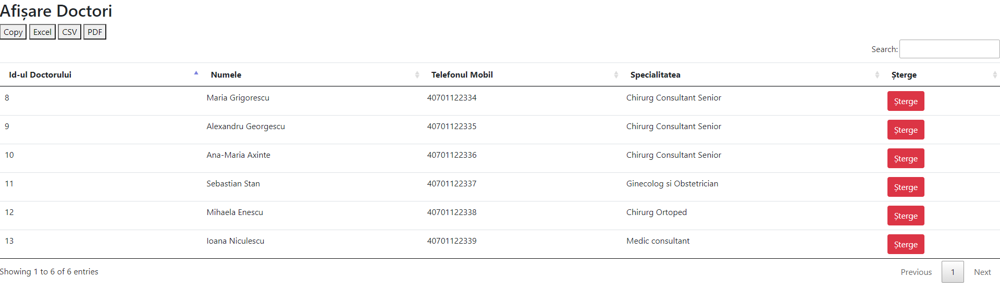 Afișare Doctori
Copy Excel CSV PDF
Search:
Id-ul Doctorului Numele Telefonul Mobil Specialitatea Șterge
8 Maria Grigorescu 40701122334 Chirurg Consultant Senior Șterge
9 Alexandru Georgescu 40701122335 Chirurg Consultant Senior Șterge
10 Ana-Maria Axinte 40701122336 Chirurg Consultant Senior Șterge
11 Sebastian Stan 40701122337 Ginecolog si Obstetrician Șterge
12 Mihaela Enescu 40701122338 Chirurg Ortoped Șterge
13 Ioana Niculescu 40701122339 Medic consultant Șterge
Showing 1 to 6 of 6 entries Previous 1 Next